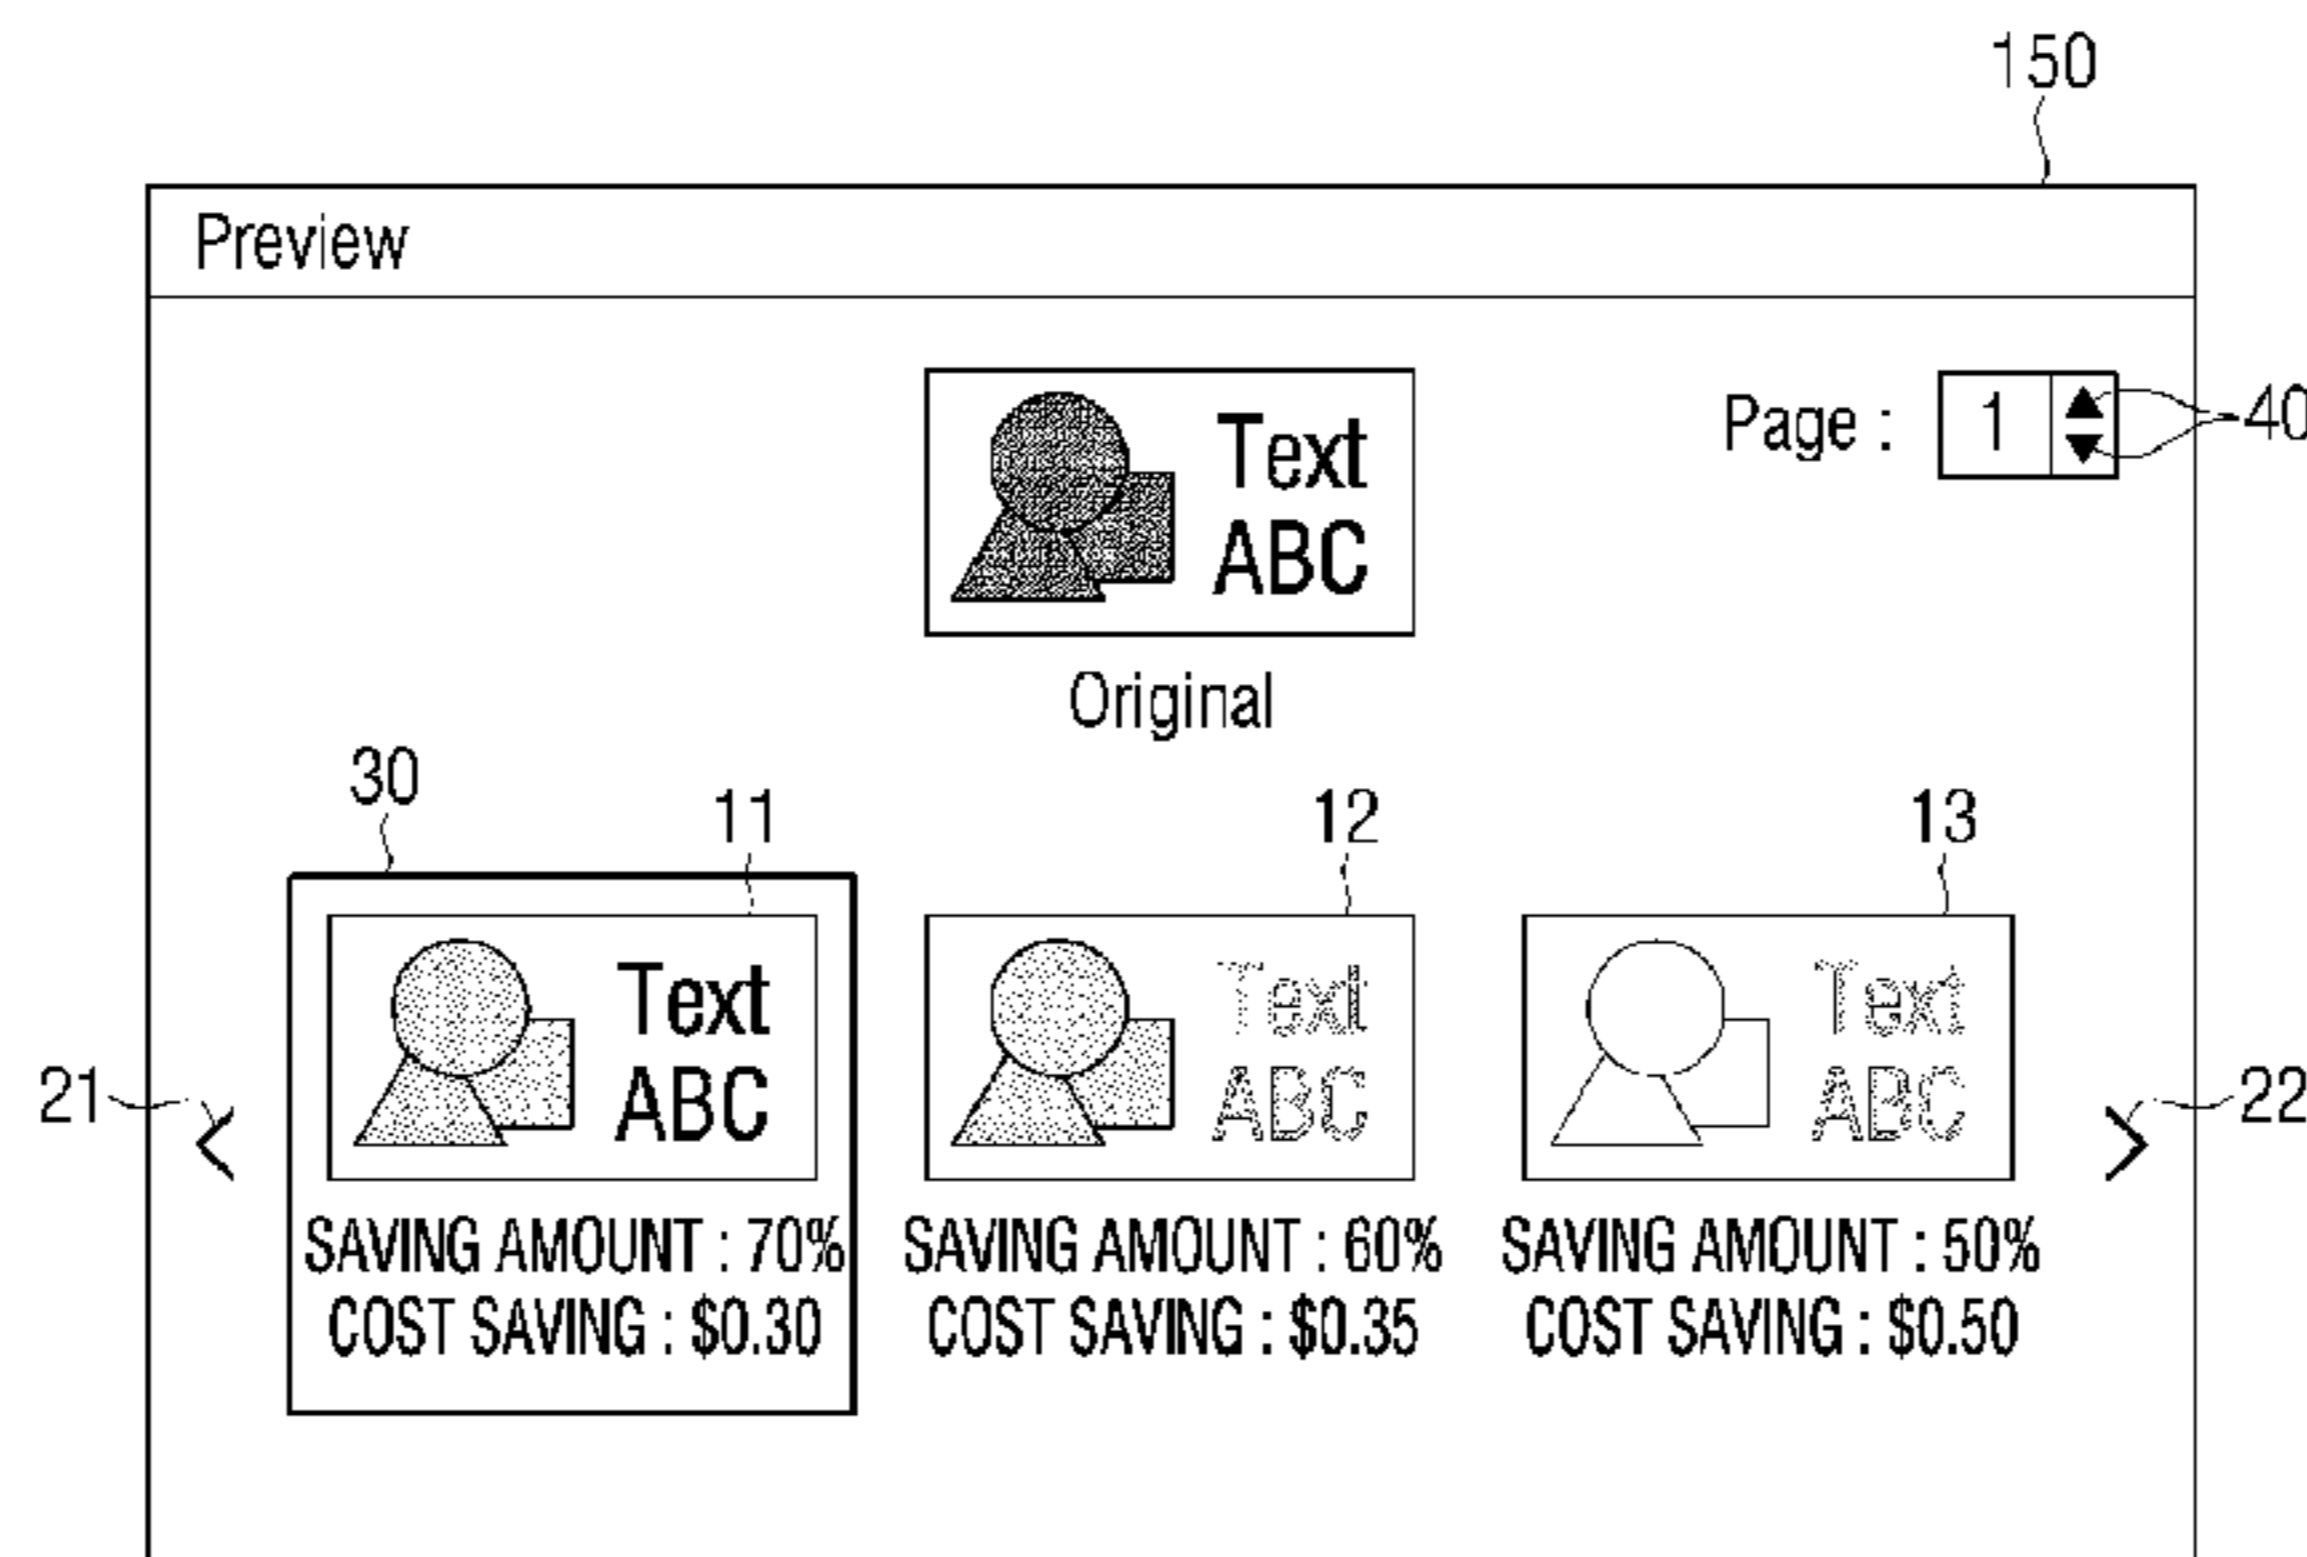 150
Preview
Text
ABC
Page :
1
40
Original
30
11
12
13
Text
ABC
Text
ABC
Text
ABC
21
22
SAVING AMOUNT : 70%
COST SAVING : $0.30
SAVING AMOUNT : 60%
COST SAVING : $0.35
SAVING AMOUNT : 50%
COST SAVING : $0.50